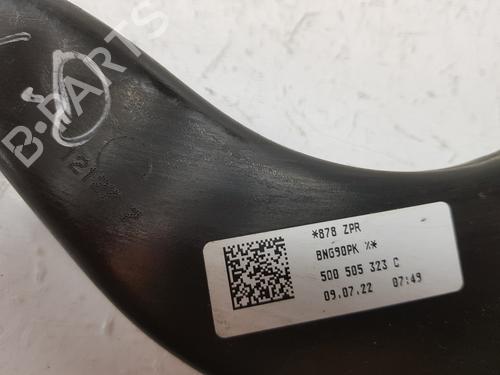 B-PARTS
*878 ZPR
BNG90PK X*
5Q0 505 323 C
09.07.22 07:49